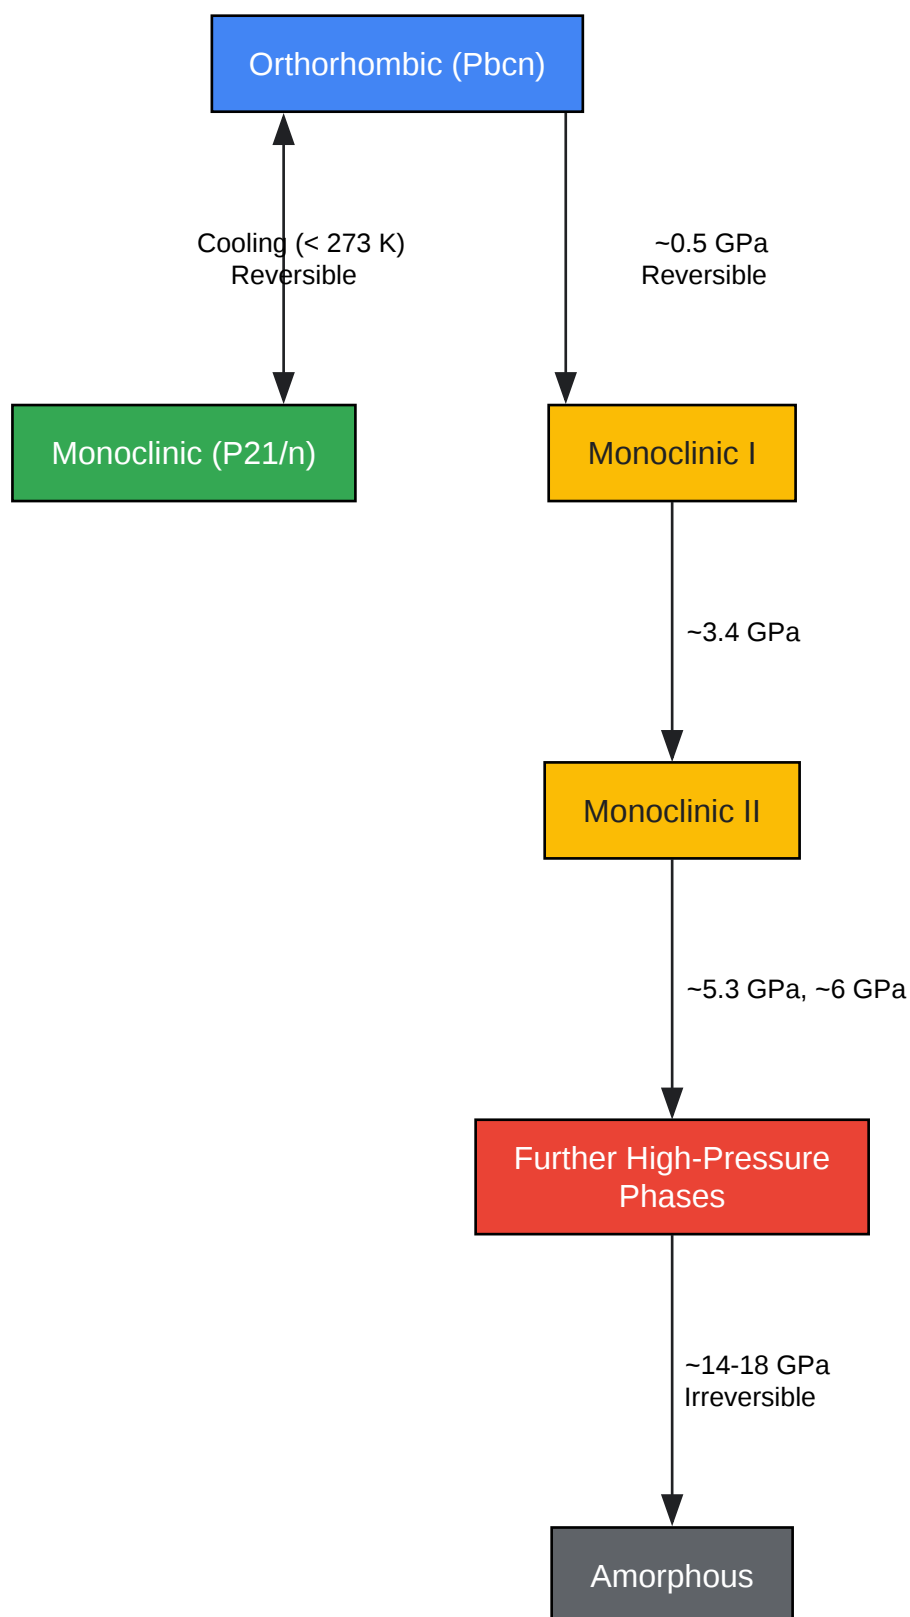 Orthorhombic (Pbcn)
Cooling (< 273 K)
Reversible
~0.5 GPa
Reversible
Monoclinic (P21/n)
Monoclinic I
~3.4 GPa
Monoclinic II
~5.3 GPa, ~6 GPa
Further High-Pressure
Phases
~14-18 GPa
Irreversible
Amorphous